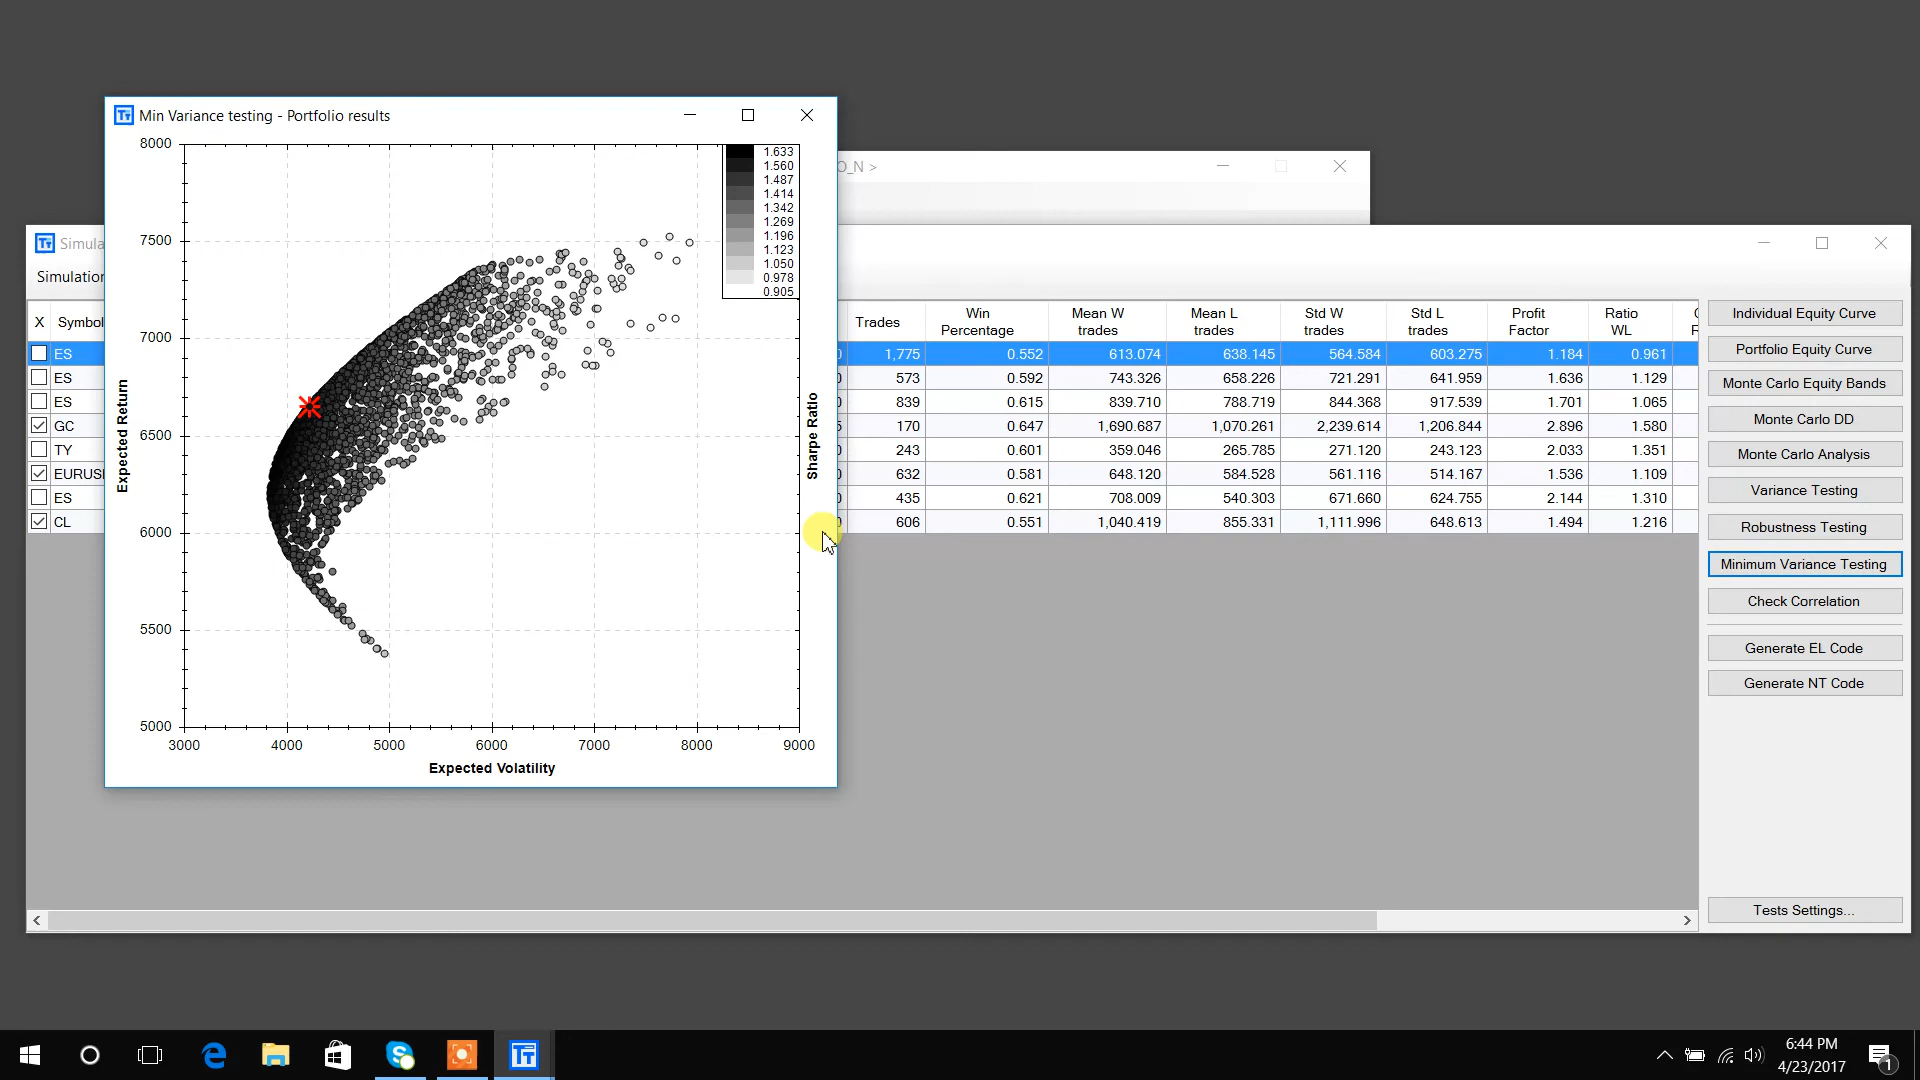 Min Variance testing - Portfolio results
8000
7500
7000
6500
6000
5500
5000
3000 4000 5000 6000 7000 8000 9000
Expected Return
Expected Volatility
Sharpe Ratio
1.633
1.560
1.487
1.414
1.342
1.269
1.196
1.123
1.050
0.978
0.905
O_N >
Simula
Simulation
X Symbol Trades Win Percentage Mean W trades Mean L trades Std W trades Std L trades Profit Factor Ratio WL
ES 1,775 0.552 613.074 638.145 564.584 603.275 1.184 0.961
ES 573 0.592 743.326 658.226 721.291 641.959 1.636 1.129
ES 839 0.615 839.710 788.719 844.368 917.539 1.701 1.065
GC 170 0.647 1,690.687 1,070.261 2,239.614 1,206.844 2.896 1.580
TY 243 0.601 359.046 265.785 271.120 243.123 2.033 1.351
EURUS 632 0.581 648.120 584.528 561.116 514.167 1.536 1.109
ES 435 0.621 708.009 540.303 671.660 624.755 2.144 1.310
CL 606 0.551 1,040.419 855.331 1,111.996 648.613 1.494 1.216
Individual Equity Curve
Portfolio Equity Curve
Monte Carlo Equity Bands
Monte Carlo DD
Monte Carlo Analysis
Variance Testing
Robustness Testing
Minimum Variance Testing
Check Correlation
Generate EL Code
Generate NT Code
Tests Settings...
6:44 PM
4/23/2017
1